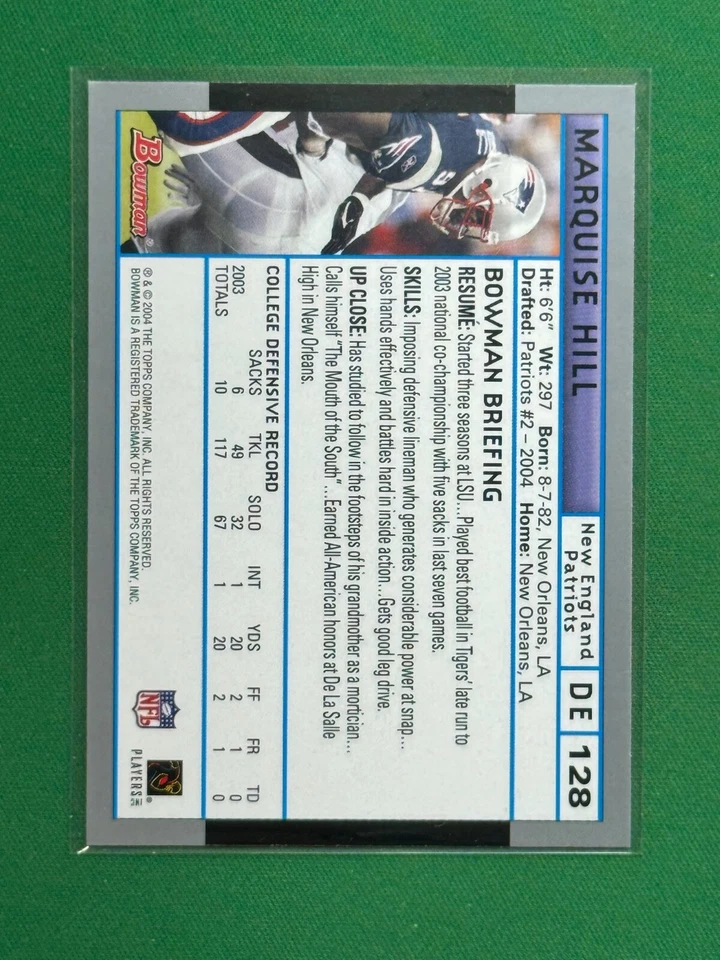 MARQUISE HILL
New England
Patriots
DE
128
Ht: 6'6" Wt: 297 Born: 8-7-82, New Orleans, LA
Drafted: Patriots #2 – 2004 Home: New Orleans, LA
BOWMAN BRIEFING
RESUMÉ: Started three seasons at LSU...Played best football in Tigers' late run to
2003 national co-championship with five sacks in last seven games.
SKILLS: Imposing defensive lineman who generates considerable power at snap...
Uses hands effectively and battles hard in inside action...Gets good leg drive.
UP CLOSE: Has studied to follow in the footsteps of his grandmother as a mortician...
Calls himself "The Mouth of the South"...Earned All-American honors at De La Salle
High in New Orleans.
COLLEGE DEFENSIVE RECORD
SACKS TKL SOLO INT YDS FF FR TD
2003 6 49 32 1 20 2 1 0
TOTALS 10 117 67 1 20 2 1 0
Bowman®
® & © 2004 THE TOPPS COMPANY, INC. ALL RIGHTS RESERVED.
BOWMAN IS A REGISTERED TRADEMARK OF THE TOPPS COMPANY, INC.
NFL
PLAYERS INC